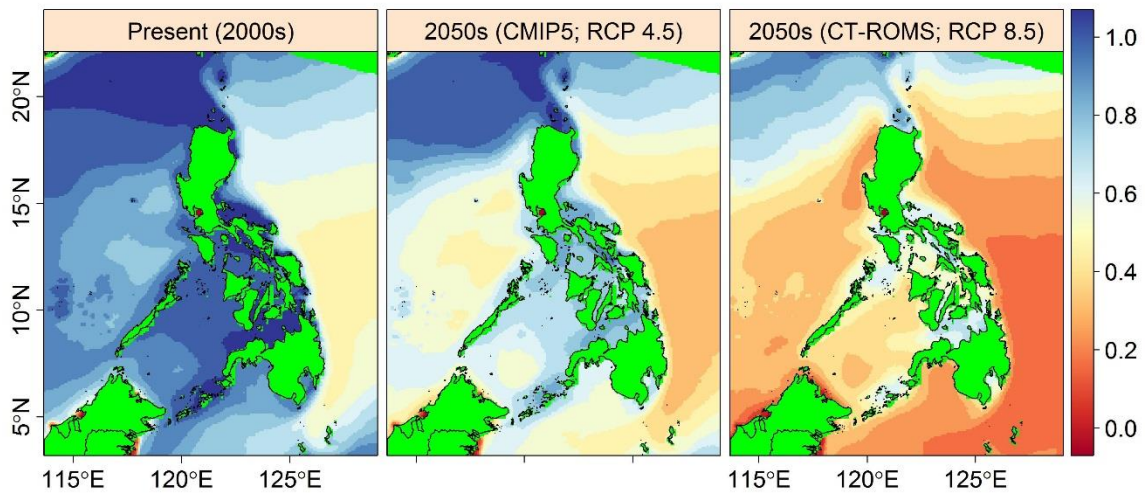 Present (2000s)
2050s (CMIP5; RCP 4.5)
2050s (CT-ROMS; RCP 8.5)
20°N
15°N
10°N
5°N
115°E
120°E
125°E
115°E
120°E
125°E
1.0
0.8
0.6
0.4
0.2
0.0